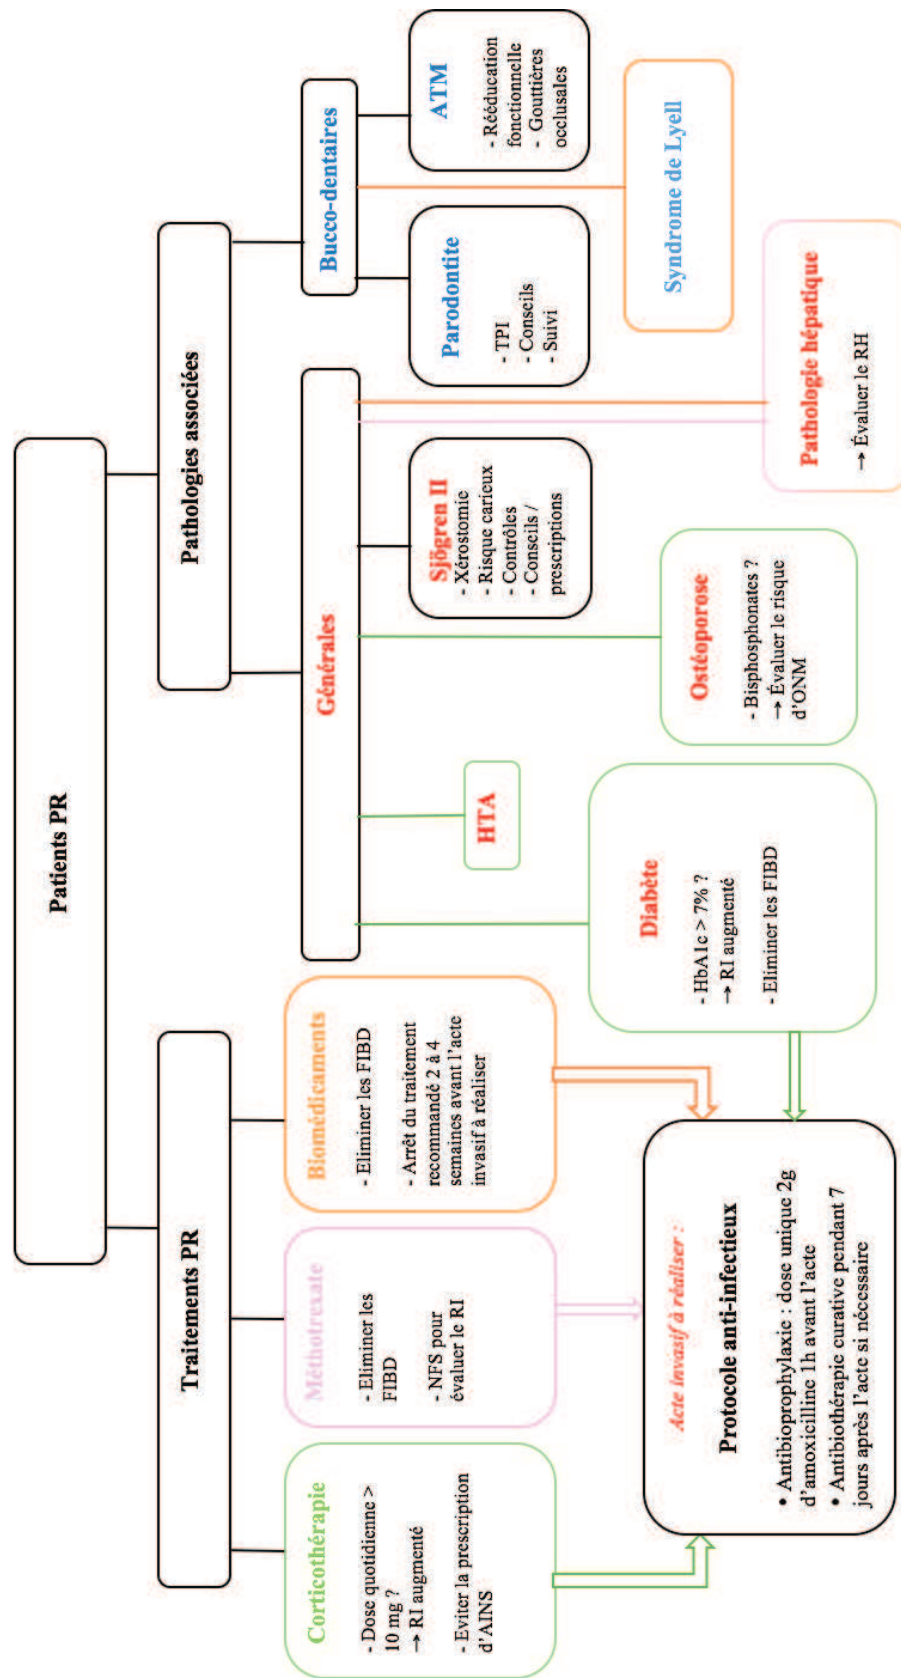 Patients PR
Traitements PR
Pathologies associées
Corticothérapie
- Dose quotidienne >
10 mg ?
→ RI augmenté
- Eviter la prescription
d'AINS
Méthotrexate
- Eliminer les
FIBD
- NFS pour
évaluer le RI
Biomédicaments
- Eliminer les FIBD
- Arrêt du traitement
recommandé 2 à 4
semaines avant l'acte
invasif à réaliser
Acte invasif à réaliser :
Protocole anti-infectieux
• Antibioprophylaxie : dose unique 2g
d'amoxicilline 1h avant l'acte
• Antibiothérapie curative pendant 7
jours après l'acte si nécessaire
Générales
Diabète
- HbA1c > 7% ?
→ RI augmenté
- Eliminer les FIBD
HTA
Ostéoporose
- Bisphosphonates ?
→ Évaluer le risque
d'ONM
Sjögren II
- Xérostomie
- Risque carieux
- Contrôles
- Conseils /
prescriptions
Pathologie hépatique
→ Évaluer le RH
Bucco-dentaires
Parodontite
- TPI
- Conseils
- Suivi
Syndrome de Lyell
ATM
- Rééducation
fonctionnelle
- Gouttières
occlusales